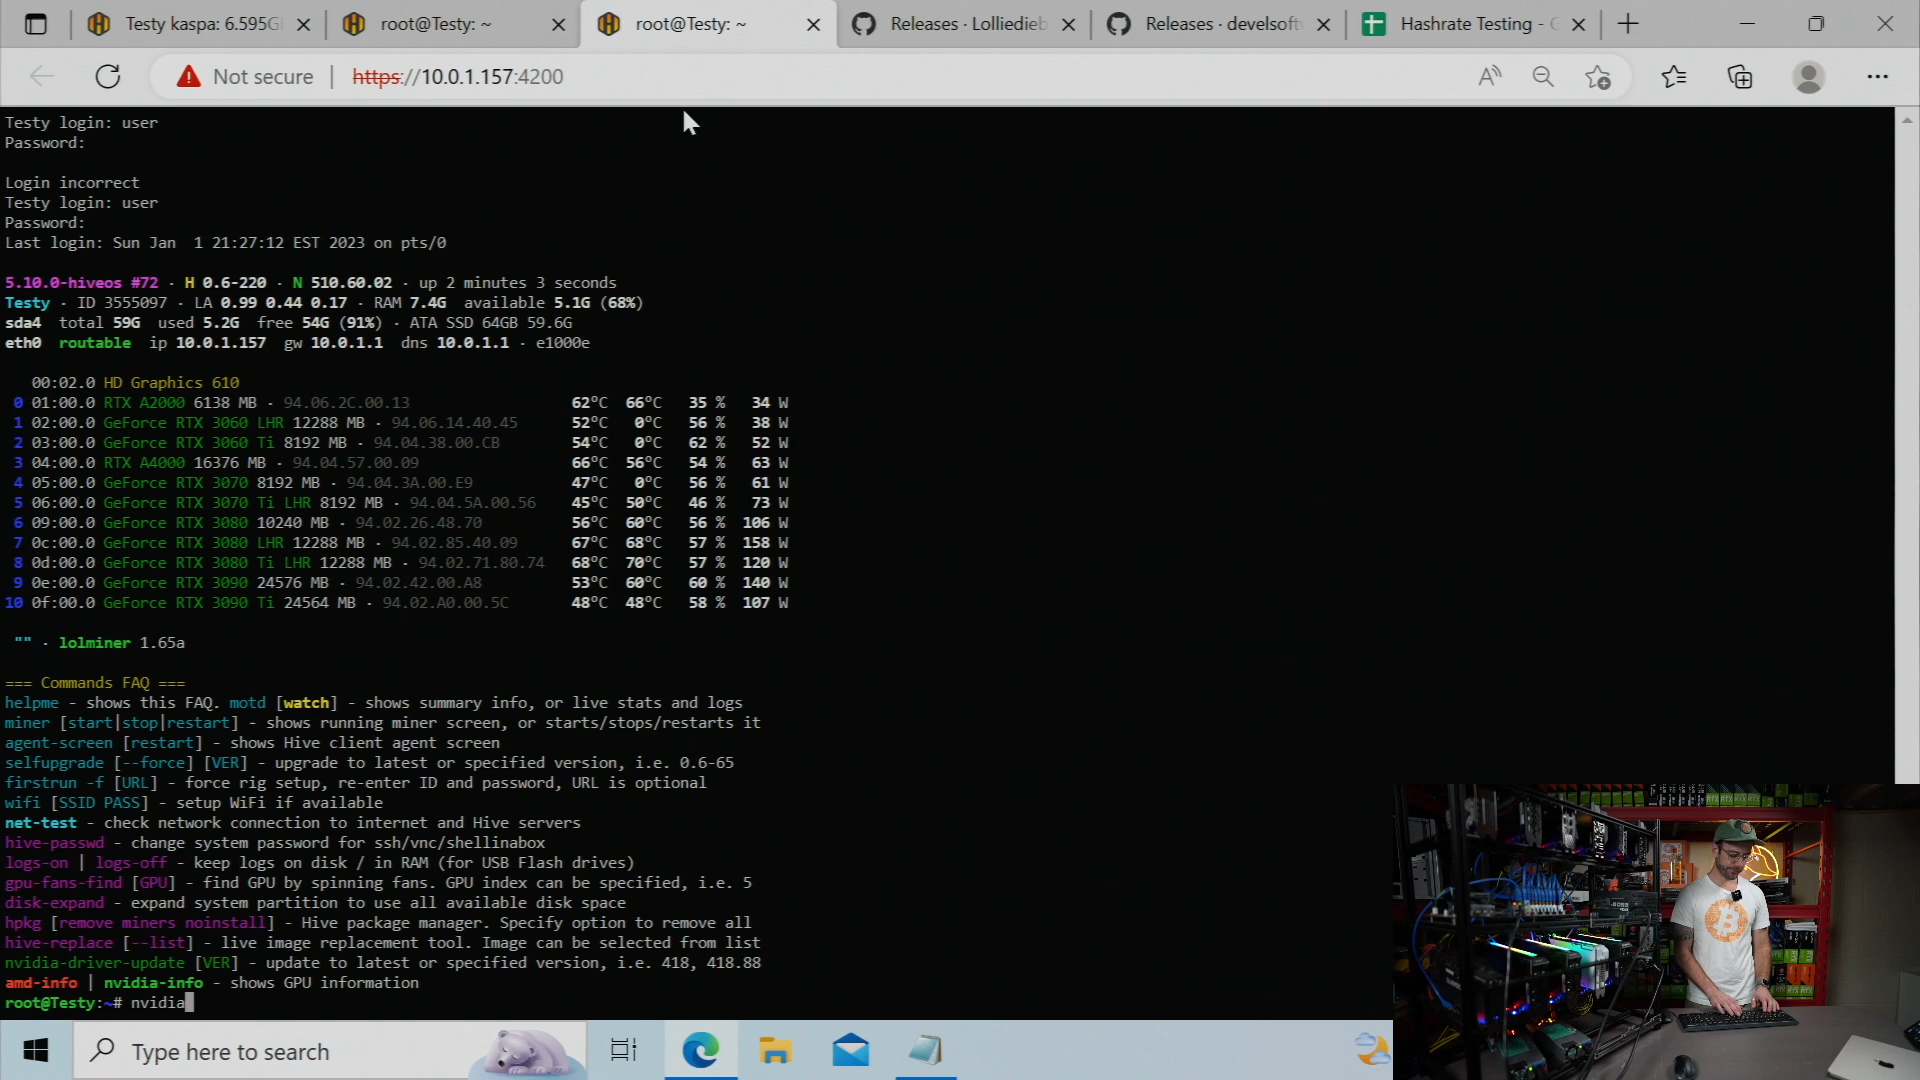 Testy kaspa: 6.595G
root@Testy: ~
root@Testy: ~
Releases · Lolliedieb
Releases · develsoft
Hashrate Testing -
Not secure | https://10.0.1.157:4200
Testy login: user
Password:
Login incorrect
Testy login: user
Password:
Last login: Sun Jan  1 21:27:12 EST 2023 on pts/0
5.10.0-hiveos #72 · H 0.6-220 · N 510.60.02 · up 2 minutes 3 seconds
Testy · ID 3555097 · LA 0.99 0.44 0.17 · RAM 7.4G  available 5.1G (68%)
sda4  total 59G  used 5.2G  free 54G (91%) · ATA SSD 64GB 59.6G
eth0  routable  ip 10.0.1.157  gw 10.0.1.1  dns 10.0.1.1 · e1000e
00:02.0 HD Graphics 610
0 01:00.0 RTX A2000 6138 MB · 94.06.2C.00.13 62°C 66°C 35 % 34 W
1 02:00.0 GeForce RTX 3060 LHR 12288 MB · 94.06.14.40.45 52°C 0°C 56 % 38 W
2 03:00.0 GeForce RTX 3060 Ti 8192 MB · 94.04.38.00.CB 54°C 0°C 62 % 52 W
3 04:00.0 RTX A4000 16376 MB · 94.04.57.00.09 66°C 56°C 54 % 63 W
4 05:00.0 GeForce RTX 3070 8192 MB · 94.04.3A.00.E9 47°C 0°C 56 % 61 W
5 06:00.0 GeForce RTX 3070 Ti LHR 8192 MB · 94.04.5A.00.56 45°C 50°C 46 % 73 W
6 09:00.0 GeForce RTX 3080 10240 MB · 94.02.26.48.70 56°C 60°C 56 % 106 W
7 0c:00.0 GeForce RTX 3080 LHR 12288 MB · 94.02.85.40.09 67°C 68°C 57 % 158 W
8 0d:00.0 GeForce RTX 3080 Ti LHR 12288 MB · 94.02.71.80.74 68°C 70°C 57 % 120 W
9 0e:00.0 GeForce RTX 3090 24576 MB · 94.02.42.00.A8 53°C 60°C 60 % 140 W
10 0f:00.0 GeForce RTX 3090 Ti 24564 MB · 94.02.A0.00.5C 48°C 48°C 58 % 107 W
"" · lolminer 1.65a
=== Commands FAQ ===
helpme - shows this FAQ. motd [watch] - shows summary info, or live stats and logs
miner [start|stop|restart] - shows running miner screen, or starts/stops/restarts it
agent-screen [restart] - shows Hive client agent screen
selfupgrade [--force] [VER] - upgrade to latest or specified version, i.e. 0.6-65
firstrun -f [URL] - force rig setup, re-enter ID and password, URL is optional
wifi [SSID PASS] - setup WiFi if available
net-test - check network connection to internet and Hive servers
hive-passwd - change system password for ssh/vnc/shellinabox
logs-on | logs-off - keep logs on disk / in RAM (for USB Flash drives)
gpu-fans-find [GPU] - find GPU by spinning fans. GPU index can be specified, i.e. 5
disk-expand - expand system partition to use all available disk space
hpkg [remove miners noinstall] - Hive package manager. Specify option to remove all
hive-replace [--list] - live image replacement tool. Image can be selected from list
nvidia-driver-update [VER] - update to latest or specified version, i.e. 418, 418.88
amd-info | nvidia-info - shows GPU information
root@Testy:~# nvidia
Type here to search